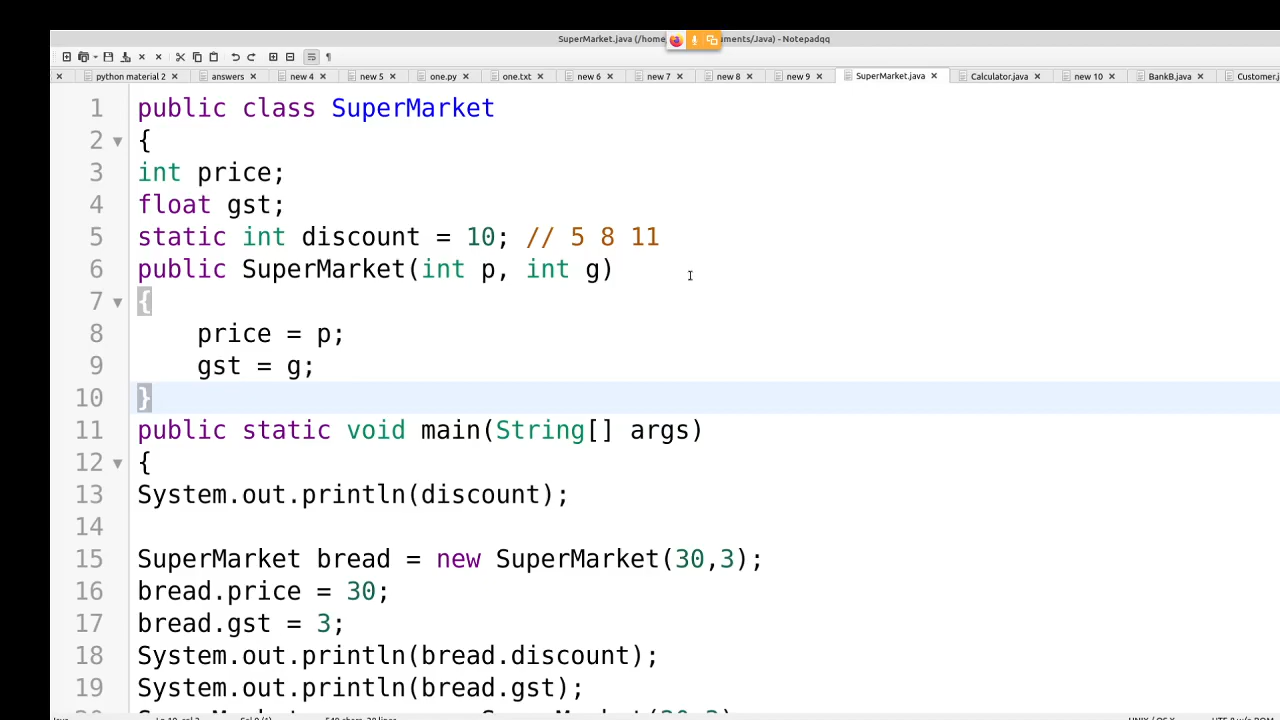 SuperMarket.java (/home/ uments/Java) - Notepadqq
python material 2 answers new 4 new 5 one.py one.txt new 6 new 7 new 8 new 9 SuperMarket.java Calculator.java new 10 BankB.java Customer.j
1 public class SuperMarket
2 {
3 int price;
4 float gst;
5 static int discount = 10; // 5 8 11
6 public SuperMarket(int p, int g)
7 {
8 price = p;
9 gst = g;
10 }
11 public static void main(String[] args)
12 {
13 System.out.println(discount);
14
15 SuperMarket bread = new SuperMarket(30,3);
16 bread.price = 30;
17 bread.gst = 3;
18 System.out.println(bread.discount);
19 System.out.println(bread.gst);